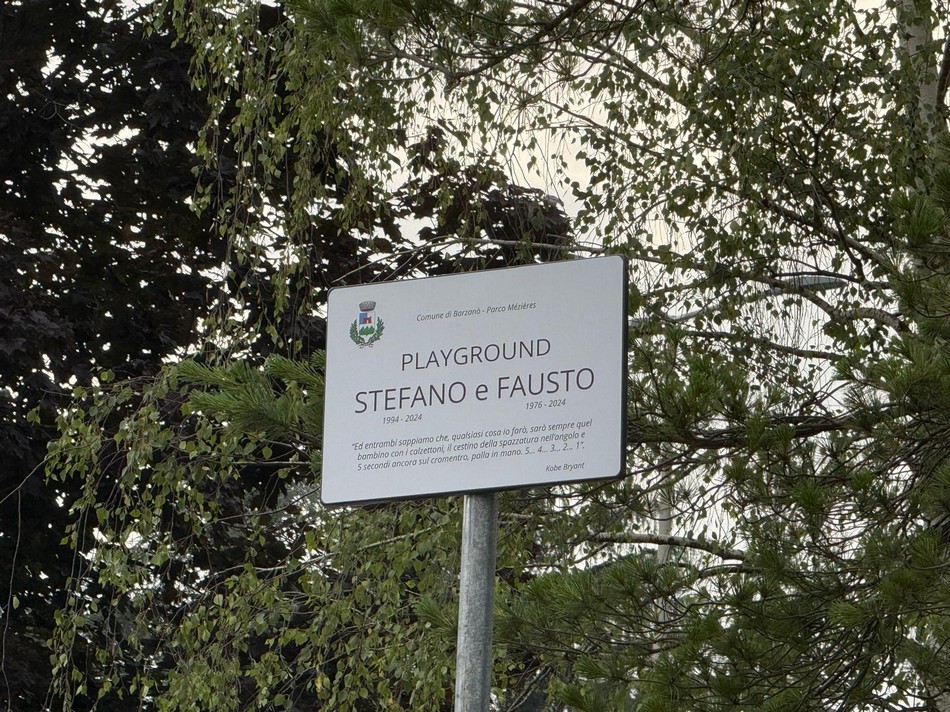 Comune di Barzanò - Parco Mézières
PLAYGROUND
STEFANO e FAUSTO
1994 - 2024 1976 - 2024
"Ed entrambi sappiamo che, qualsiasi cosa io farò, sarò sempre quel
bambino con i calzettoni, il cestino della spazzatura nell'angolo e
5 secondi ancora sul cromentro, palla in mano. 5... 4... 3... 2... 1".
Kobe Bryant